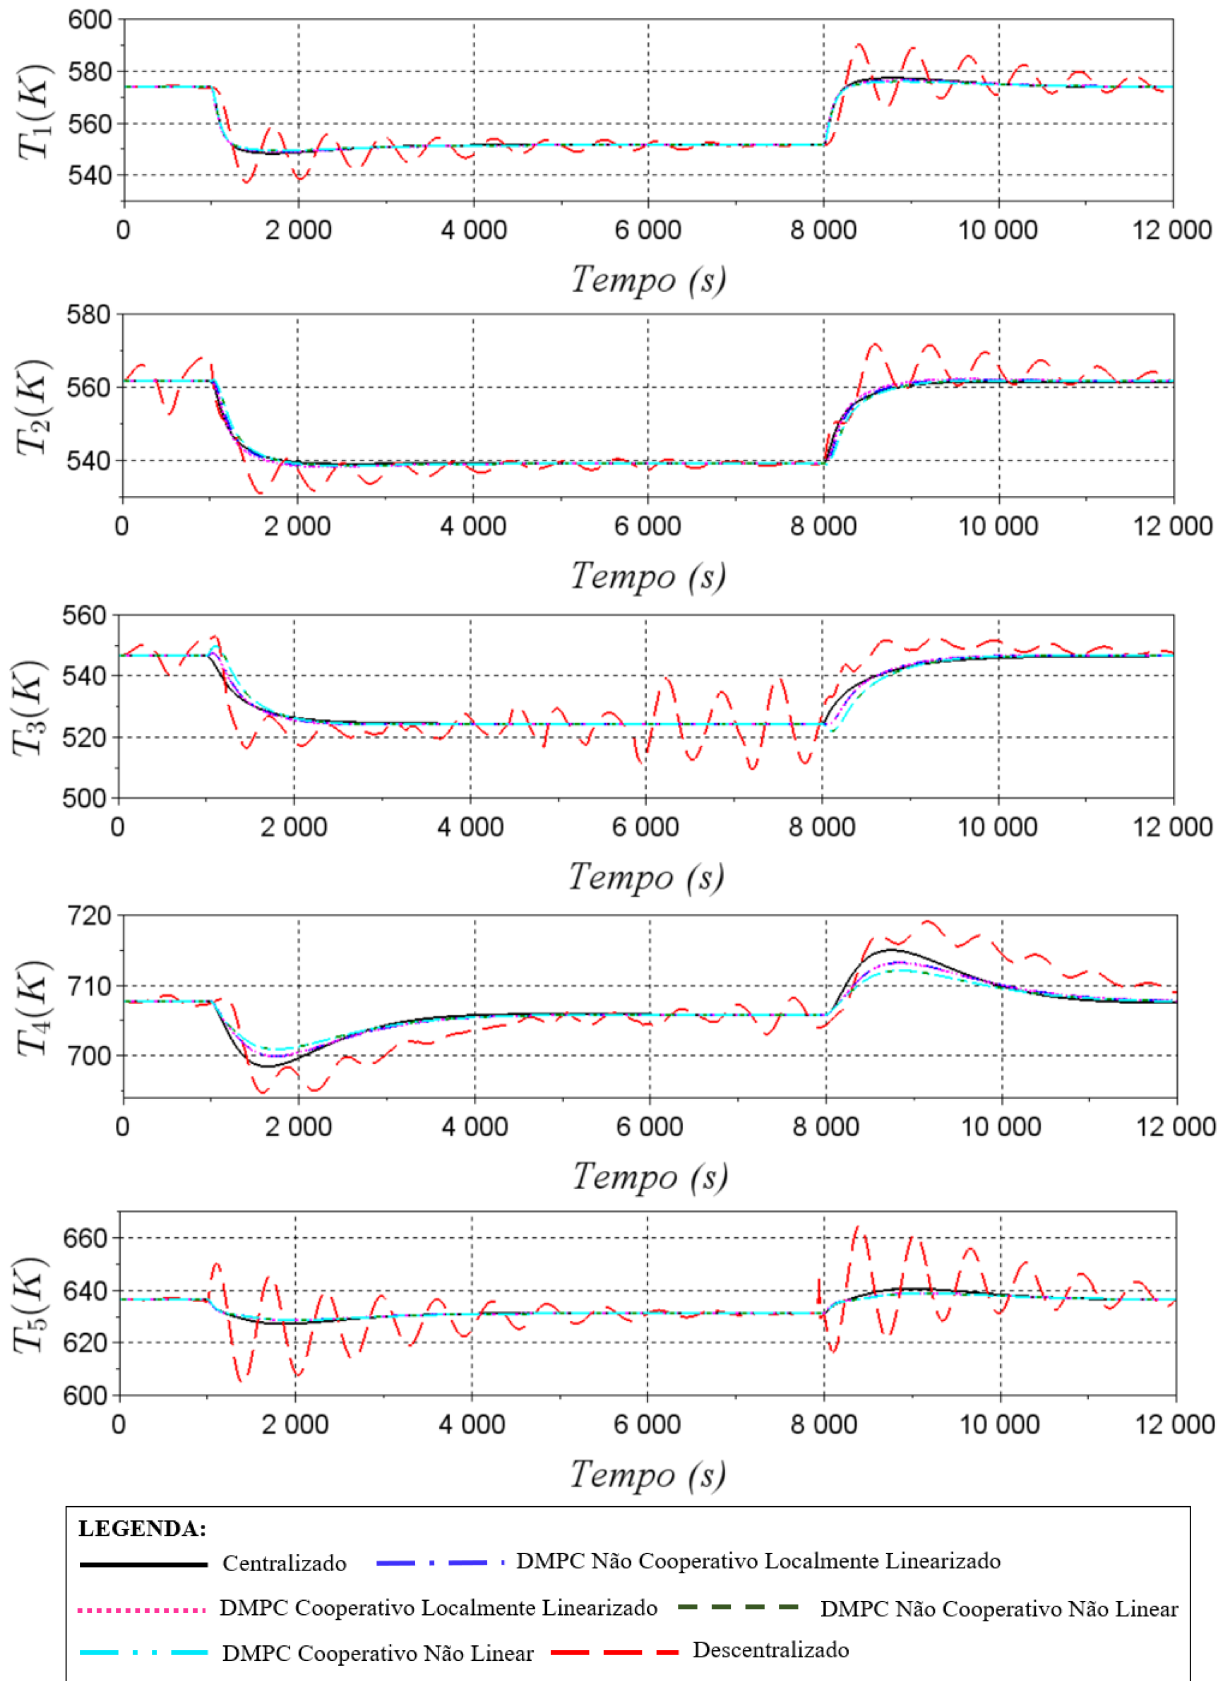 600
580
560
540
T₁(K)
0 2 000 4 000 6 000 8 000 10 000 12 000
Tempo (s)
580
560
540
T₂(K)
0 2 000 4 000 6 000 8 000 10 000 12 000
Tempo (s)
560
540
520
500
T₃(K)
0 2 000 4 000 6 000 8 000 10 000 12 000
Tempo (s)
720
710
700
T₄(K)
0 2 000 4 000 6 000 8 000 10 000 12 000
Tempo (s)
660
640
620
600
T₅(K)
0 2 000 4 000 6 000 8 000 10 000 12 000
Tempo (s)
LEGENDA:
Centralizado DMPC Não Cooperativo Localmente Linearizado
DMPC Cooperativo Localmente Linearizado DMPC Não Cooperativo Não Linear
DMPC Cooperativo Não Linear Descentralizado